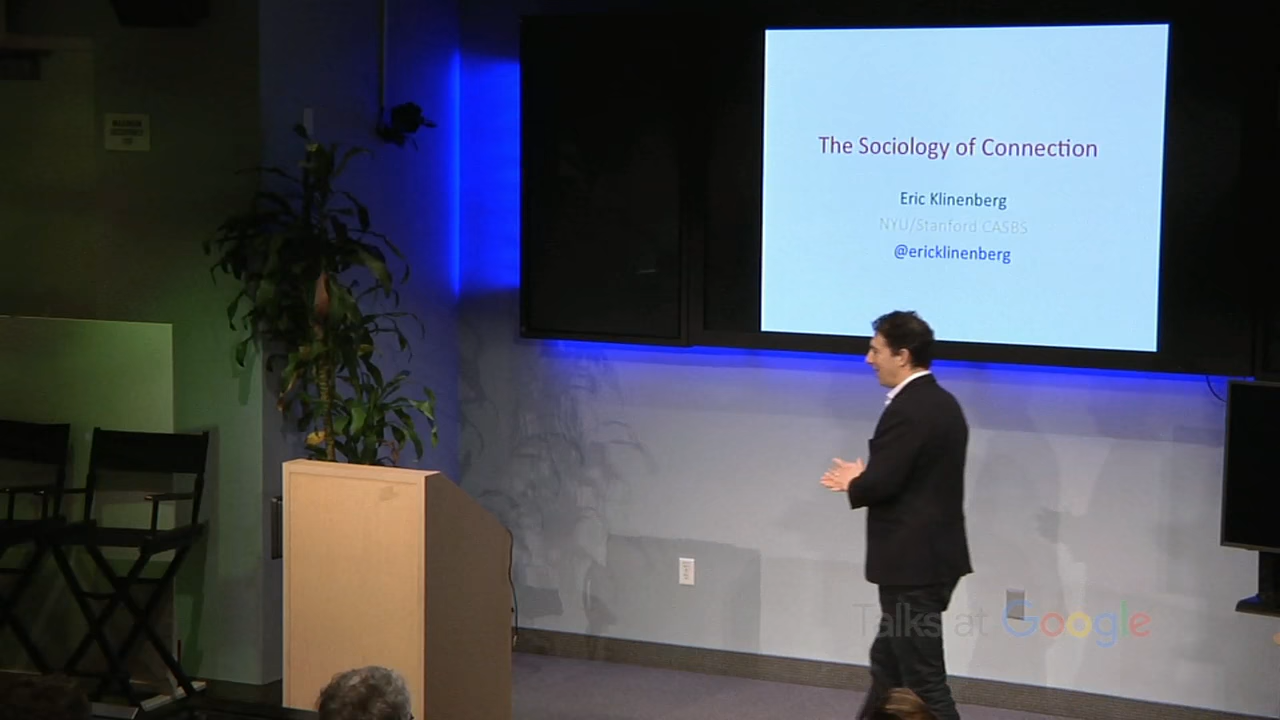 The Sociology of Connection
Eric Klinenberg
NYU/Stanford CASBS
@ericklinenberg
Talks at Google